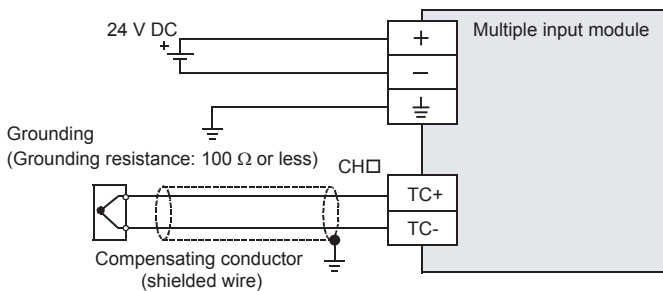 24 V DC
+
+
Multiple input module
−
Grounding
(Grounding resistance: 100 Ω or less)
CH□
TC+
TC-
Compensating conductor
(shielded wire)